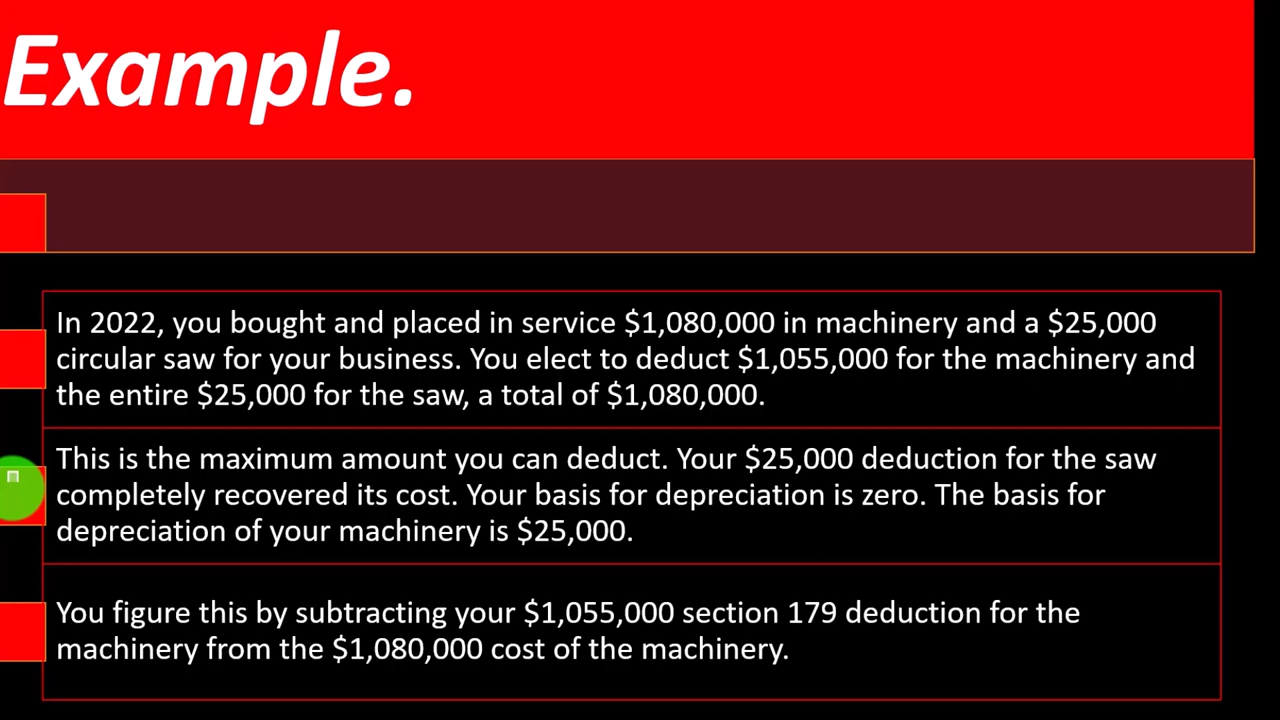 Example.
In 2022, you bought and placed in service $1,080,000 in machinery and a $25,000
circular saw for your business. You elect to deduct $1,055,000 for the machinery and
the entire $25,000 for the saw, a total of $1,080,000.
This is the maximum amount you can deduct. Your $25,000 deduction for the saw
completely recovered its cost. Your basis for depreciation is zero. The basis for
depreciation of your machinery is $25,000.
You figure this by subtracting your $1,055,000 section 179 deduction for the
machinery from the $1,080,000 cost of the machinery.